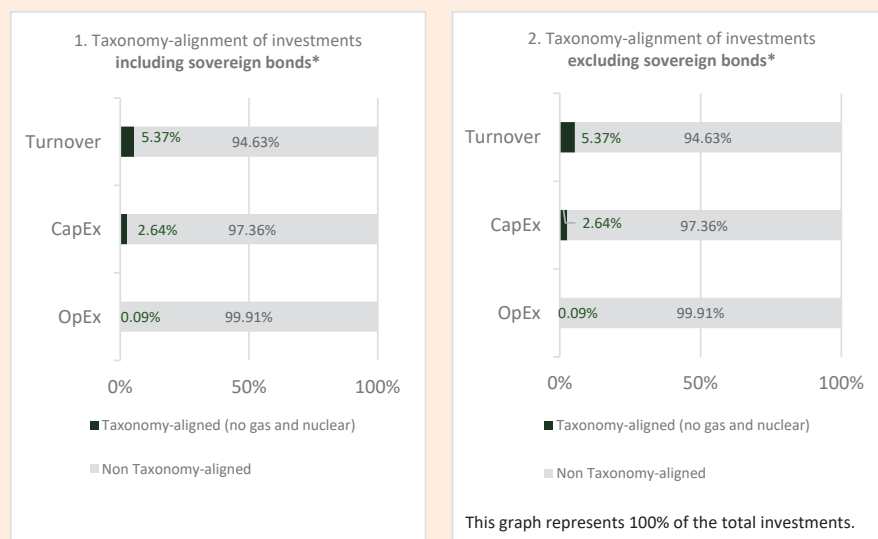 1. Taxonomy-alignment of investments
including sovereign bonds*
Turnover
5.37%
94.63%
CapEx
2.64%
97.36%
OpEx
0.09%
99.91%
0%
50%
100%
Taxonomy-aligned (no gas and nuclear)
Non Taxonomy-aligned
2. Taxonomy-alignment of investments
excluding sovereign bonds*
Turnover
5.37%
94.63%
CapEx
2.64%
97.36%
OpEx
0.09%
99.91%
0%
50%
100%
Taxonomy-aligned (no gas and nuclear)
Non Taxonomy-aligned
This graph represents 100% of the total investments.